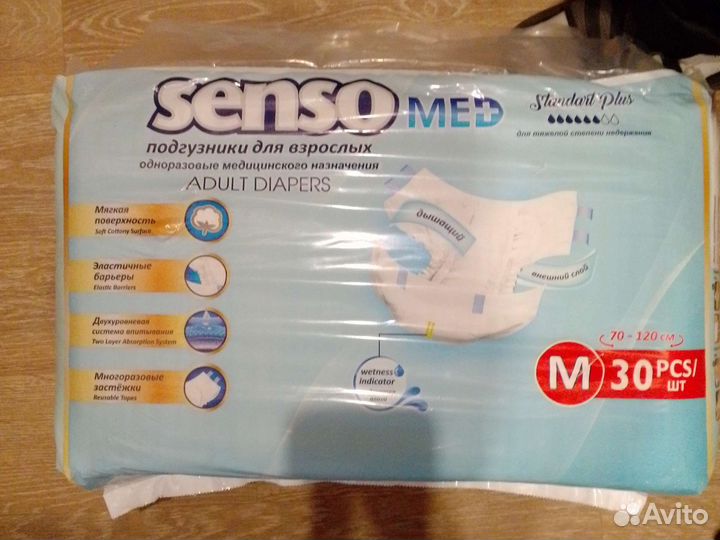 senso MED
Standart Plus
для тяжелой степени недержания
подгузники для взрослых
одноразовые медицинского назначения
ADULT DIAPERS
Мягкая
поверхность
Soft Cottony Surface
Эластичные
барьеры
Elastic Barriers
Двухуровневая
система впитывания
Two Layer Absorption System
Многоразовые
застёжки
Reusable Tapes
дышащий
внешний слой
wetness
indicator
влаги
70 - 120 см
M 30 PCS/
шт
Avito